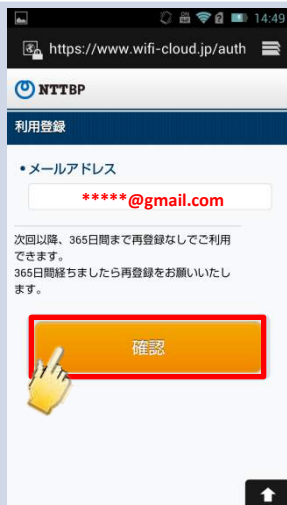 14:49
https://www.wifi-cloud.jp/auth
NTTBP
利用登録
•メールアドレス
*****@gmail.com
次回以降、365日間まで再登録なしでご利用
できます。
365日間経ちましたら再登録をお願いいたし
ます。
確認